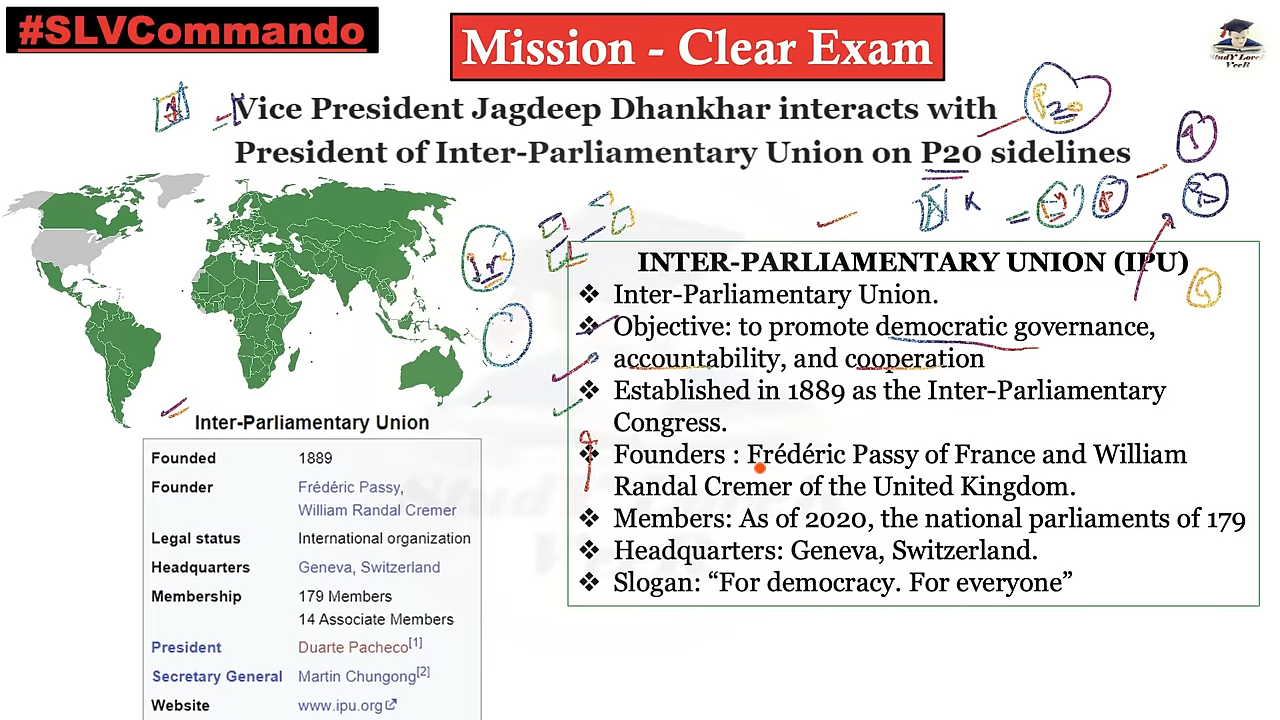 #SLVCommando
Mission - Clear Exam
StudY LoveR
VeeR
Vice President Jagdeep Dhankhar interacts with
President of Inter-Parliamentary Union on P20 sidelines
P20
INTER-PARLIAMENTARY UNION (IPU)
❖ Inter-Parliamentary Union.
❖ Objective: to promote democratic governance,
❖ accountability, and cooperation
❖ Established in 1889 as the Inter-Parliamentary
Congress.
❖ Founders : Frédéric Passy of France and William
Randal Cremer of the United Kingdom.
❖ Members: As of 2020, the national parliaments of 179
❖ Headquarters: Geneva, Switzerland.
❖ Slogan: “For democracy. For everyone”
Inter-Parliamentary Union
Founded 1889
Founder Frédéric Passy,
William Randal Cremer
Legal status International organization
Headquarters Geneva, Switzerland
Membership 179 Members
14 Associate Members
President Duarte Pacheco[1]
Secretary General Martin Chungong[2]
Website www.ipu.org